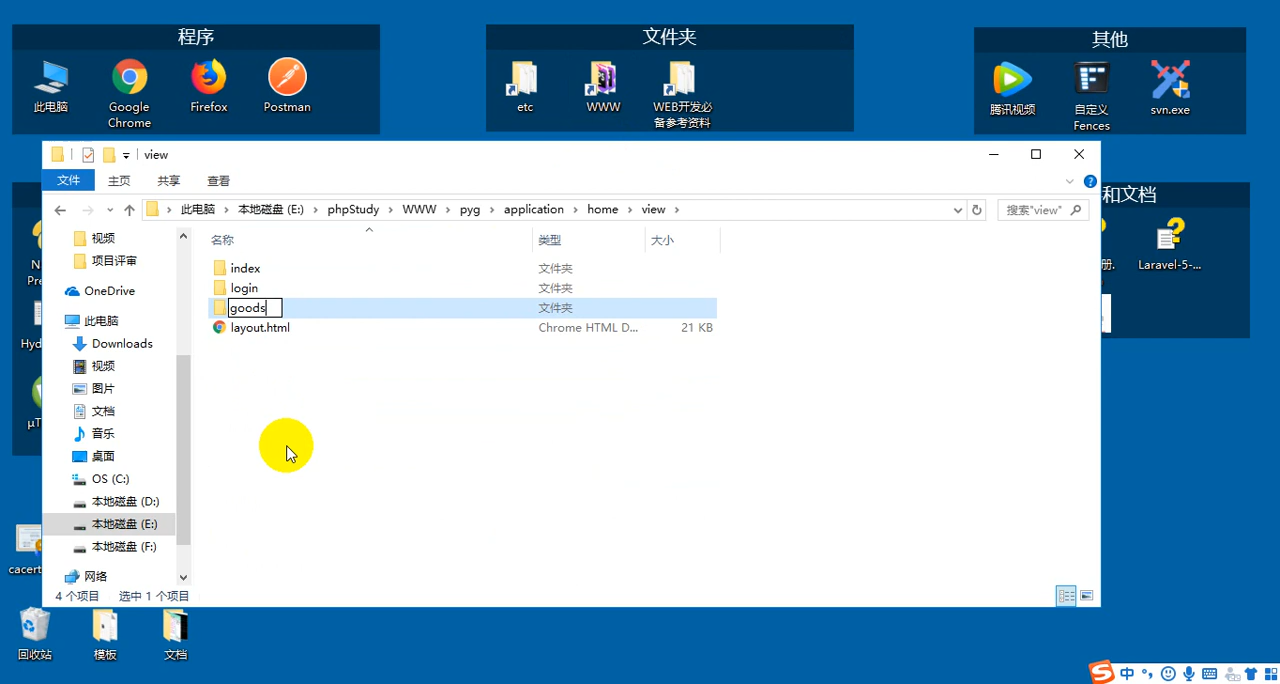 程序
文件夹
其他
此电脑
Google
Chrome
Firefox
Postman
etc
WWW
WEB开发必
备参考资料
腾讯视频
自定义
Fences
svn.exe
view
文件
主页
共享
查看
此电脑 › 本地磁盘 (E:) › phpStudy › WWW › pyg › application › home › view ›
搜索"view"
和文档
视频
项目评审
OneDrive
此电脑
Downloads
视频
图片
文档
音乐
桌面
OS (C:)
本地磁盘 (D:)
本地磁盘 (E:)
本地磁盘 (F:)
网络
名称
类型
大小
index
文件夹
login
文件夹
goods
文件夹
layout.html
Chrome HTML D...
21 KB
4 个项目
选中 1 个项目
N
Pre
Hyd
μT
cacert
册.
Laravel-5-...
回收站
模板
文档
中